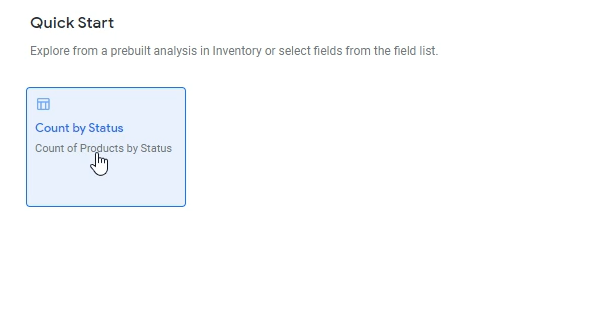 Quick Start
Explore from a prebuilt analysis in Inventory or select fields from the field list.
Count by Status
Count of Products by Status